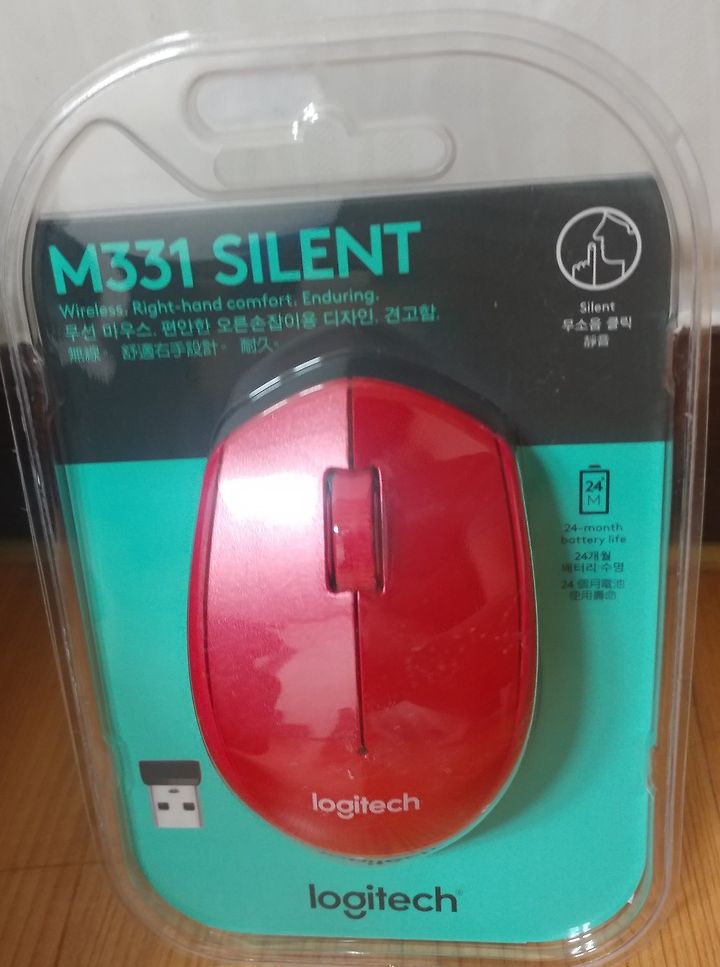 M331 SILENT
Wireless. Right-hand comfort. Enduring.
무선 마우스. 편안한 오른손잡이용 디자인. 견고함.
無線。 舒適右手設計。 耐久。
Silent
무소음 클릭
靜音
24
M
24-month
battery life
24개월
배터리 수명
24 個月電池
使用壽命
logitech
logitech